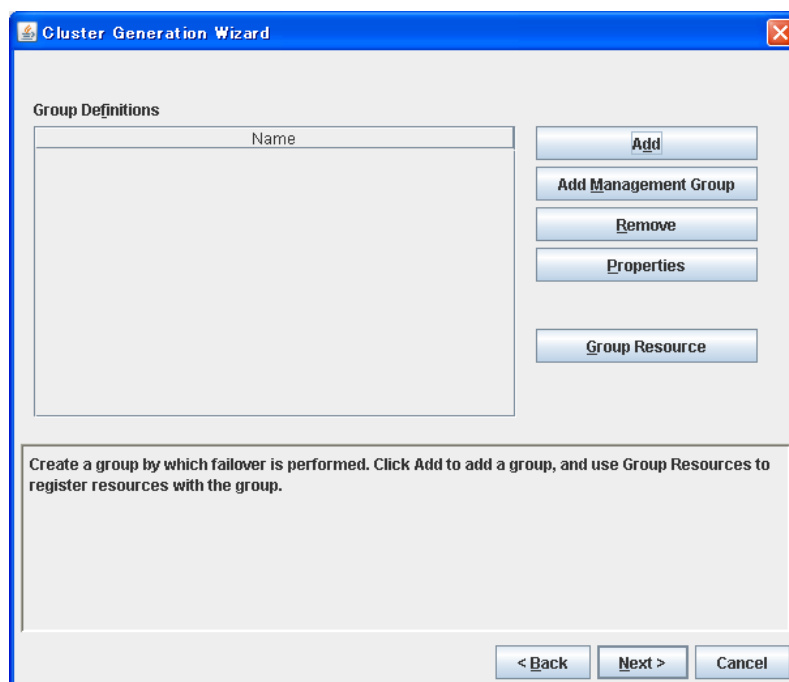 Cluster Generation Wizard
Group Definitions
Name
Add
Add Management Group
Remove
Properties
Group Resource
Create a group by which failover is performed. Click Add to add a group, and use Group Resources to
register resources with the group.
< Back
Next >
Cancel